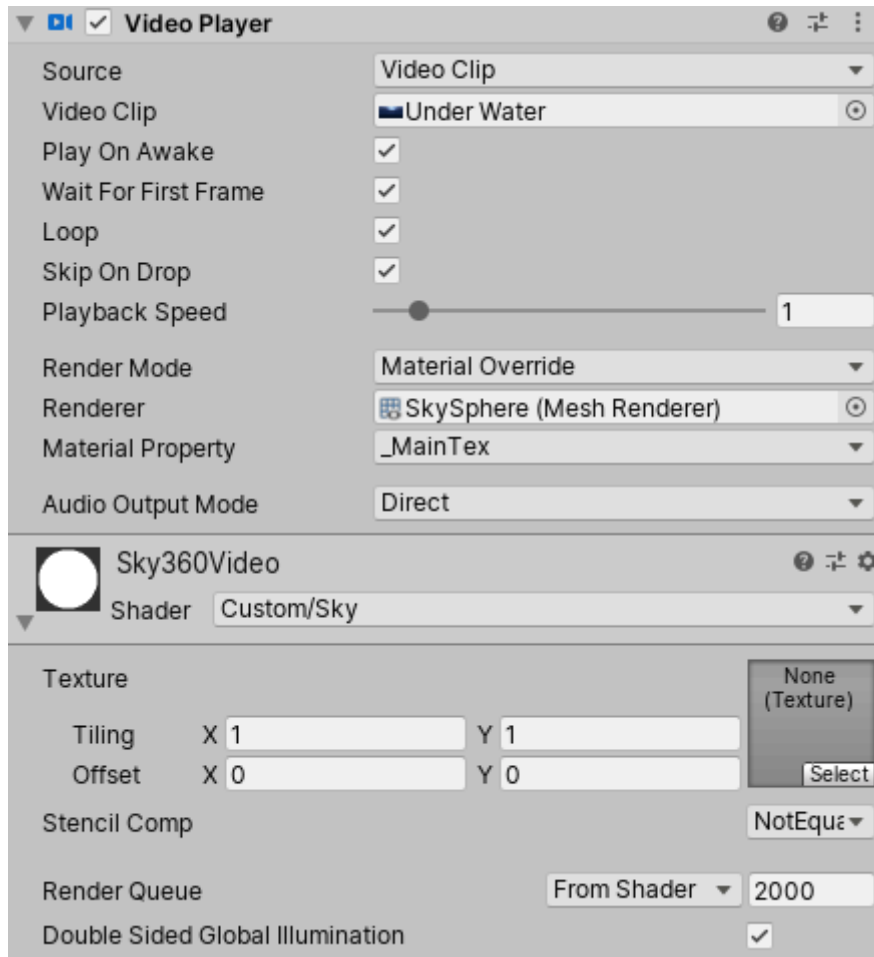 Video Player
Source Video Clip
Video Clip Under Water
Play On Awake
Wait For First Frame
Loop
Skip On Drop
Playback Speed 1
Render Mode Material Override
Renderer SkySphere (Mesh Renderer)
Material Property _MainTex
Audio Output Mode Direct
Sky360Video
Shader Custom/Sky
Texture None
(Texture)
Tiling X 1 Y 1
Offset X 0 Y 0 Select
Stencil Comp NotEqua
Render Queue From Shader 2000
Double Sided Global Illumination